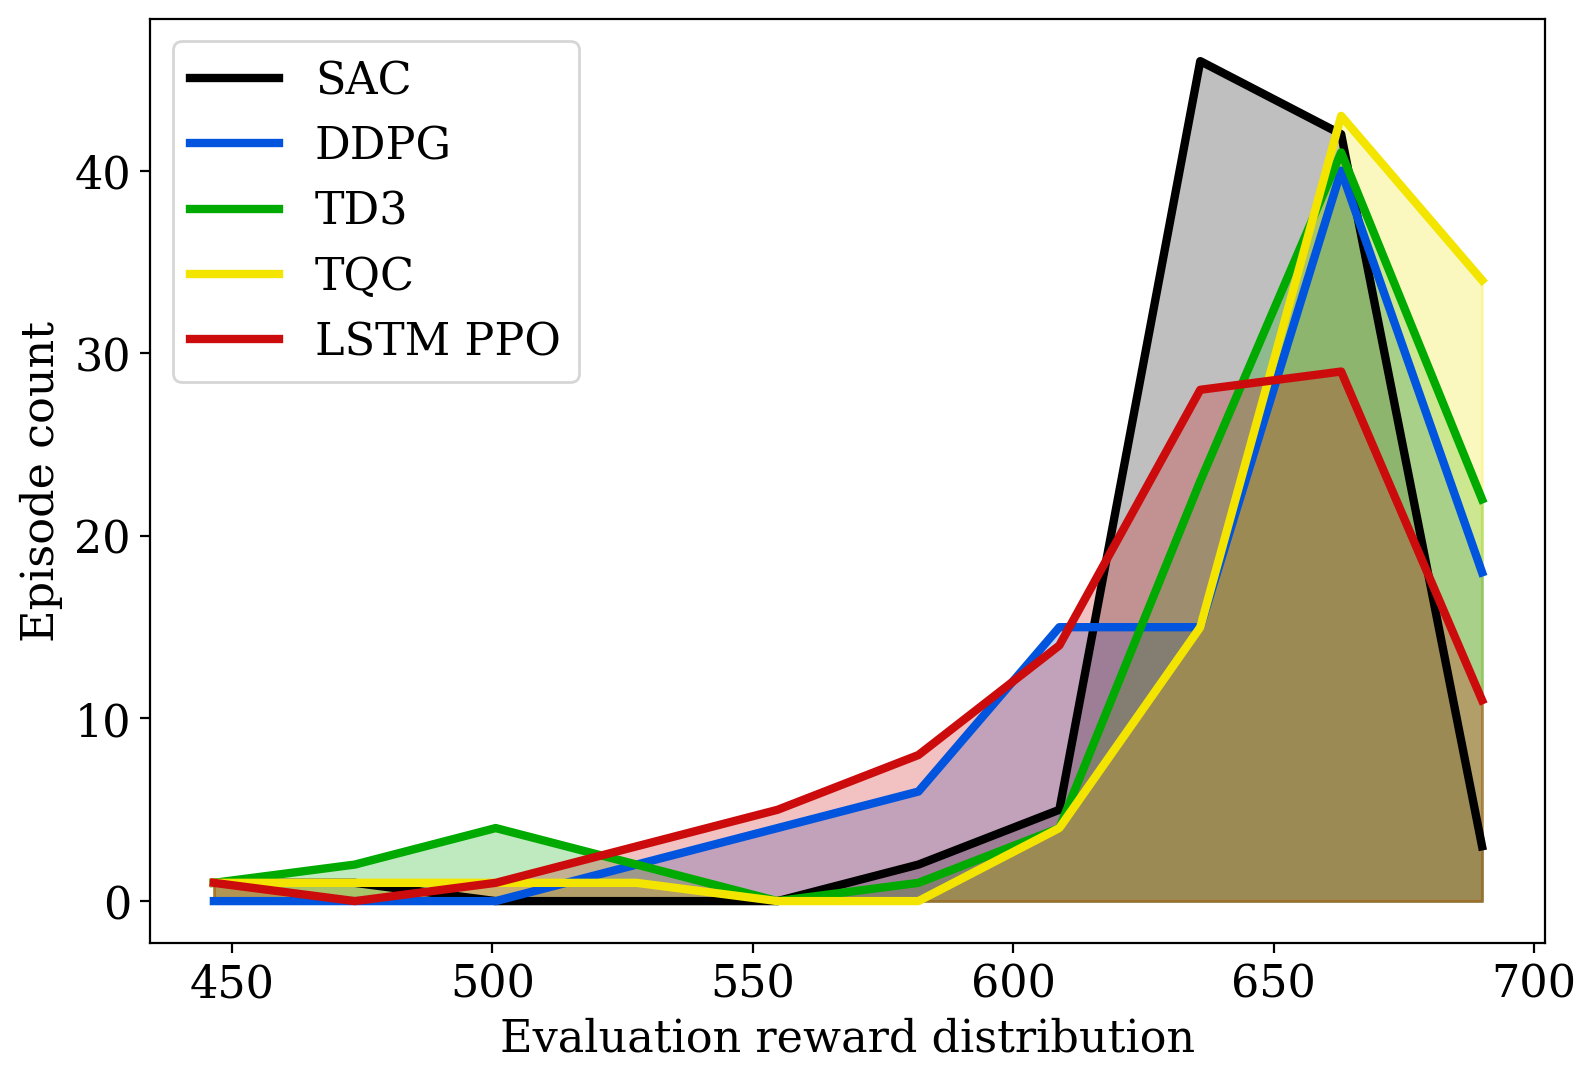 SAC
DDPG
TD3
TQC
LSTM PPO
40
30
20
10
0
Episode count
450 500 550 600 650 700
Evaluation reward distribution